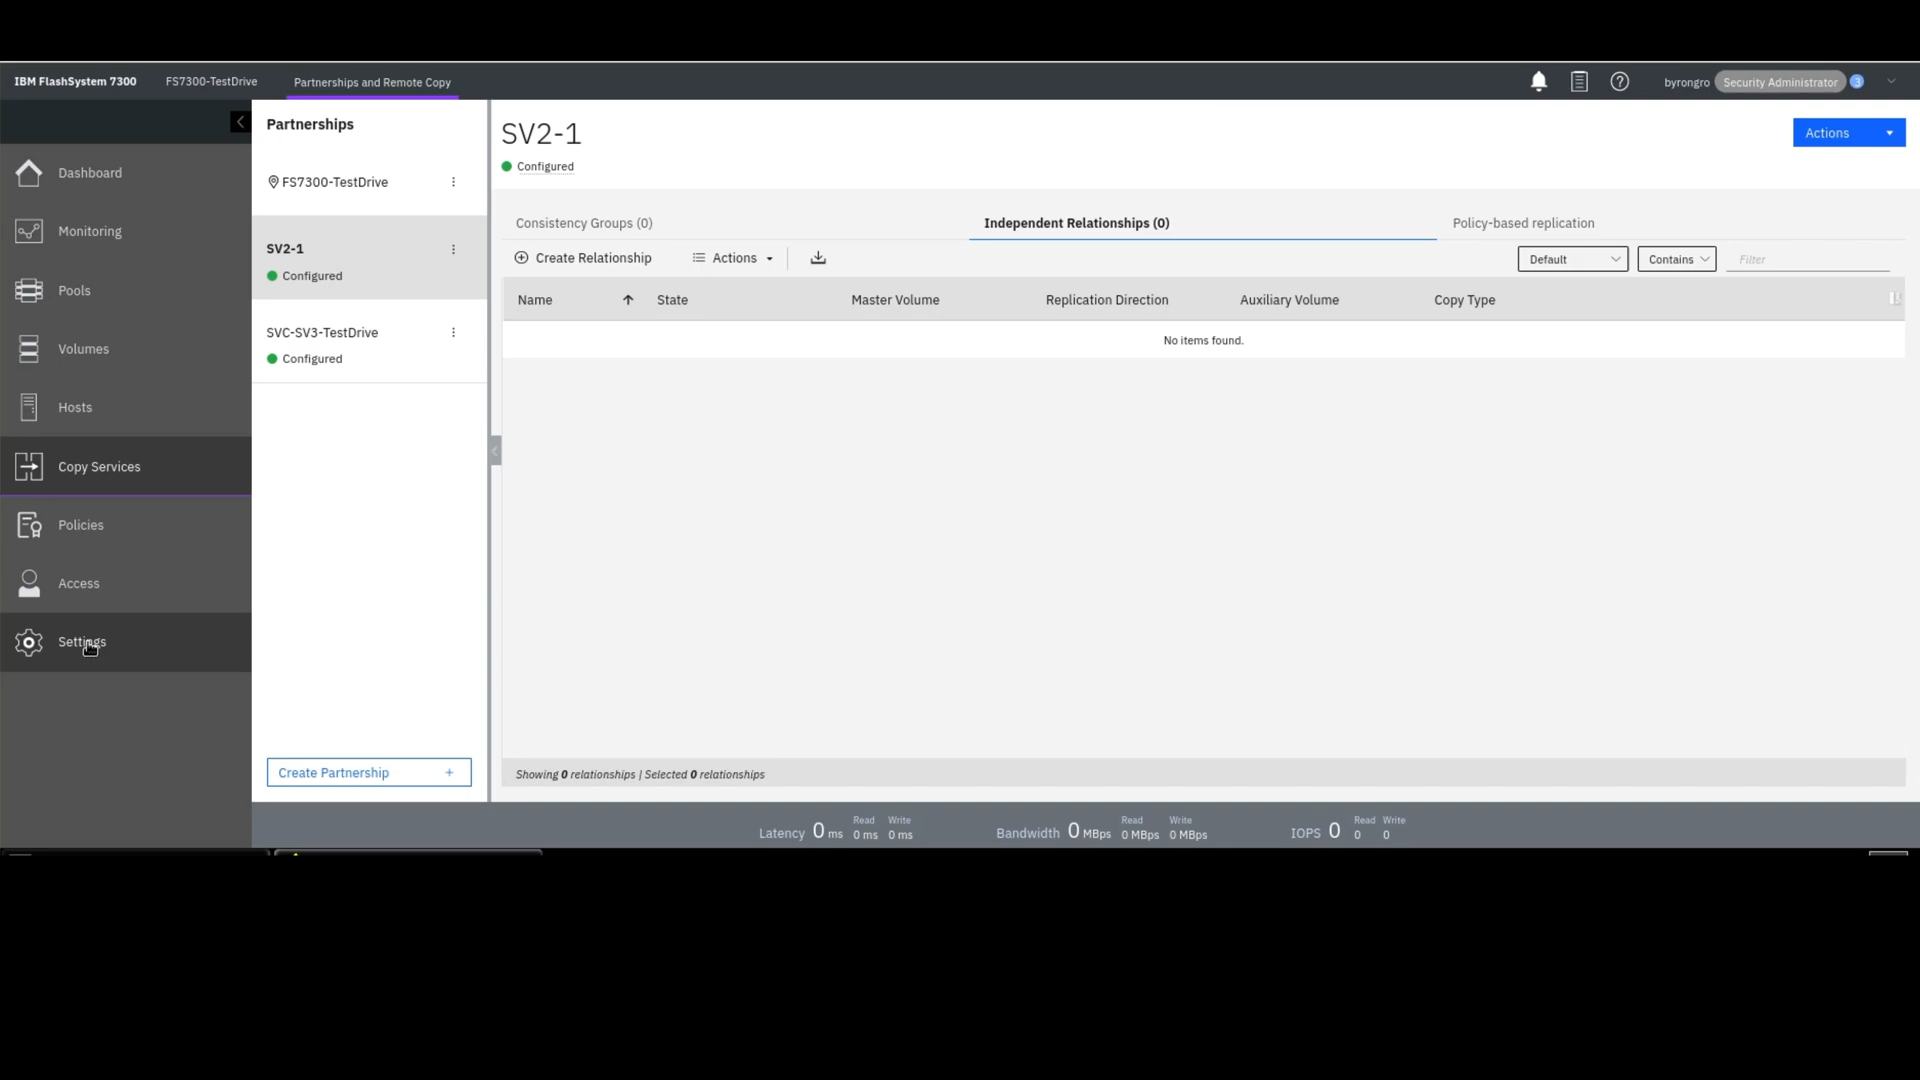 IBM FlashSystem 7300 FS7300-TestDrive Partnerships and Remote Copy byrongro Security Administrator 3
Dashboard
Monitoring
Pools
Volumes
Hosts
Copy Services
Policies
Access
Settings
Partnerships
FS7300-TestDrive
SV2-1
Configured
SVC-SV3-TestDrive
Configured
Create Partnership +
SV2-1
Configured
Actions
Consistency Groups (0) Independent Relationships (0) Policy-based replication
Create Relationship Actions Default Contains Filter
Name State Master Volume Replication Direction Auxiliary Volume Copy Type
No items found.
Showing 0 relationships | Selected 0 relationships
Latency 0 ms Read 0 ms Write 0 ms Bandwidth 0 MBps Read 0 MBps Write 0 MBps IOPS 0 Read 0 Write 0